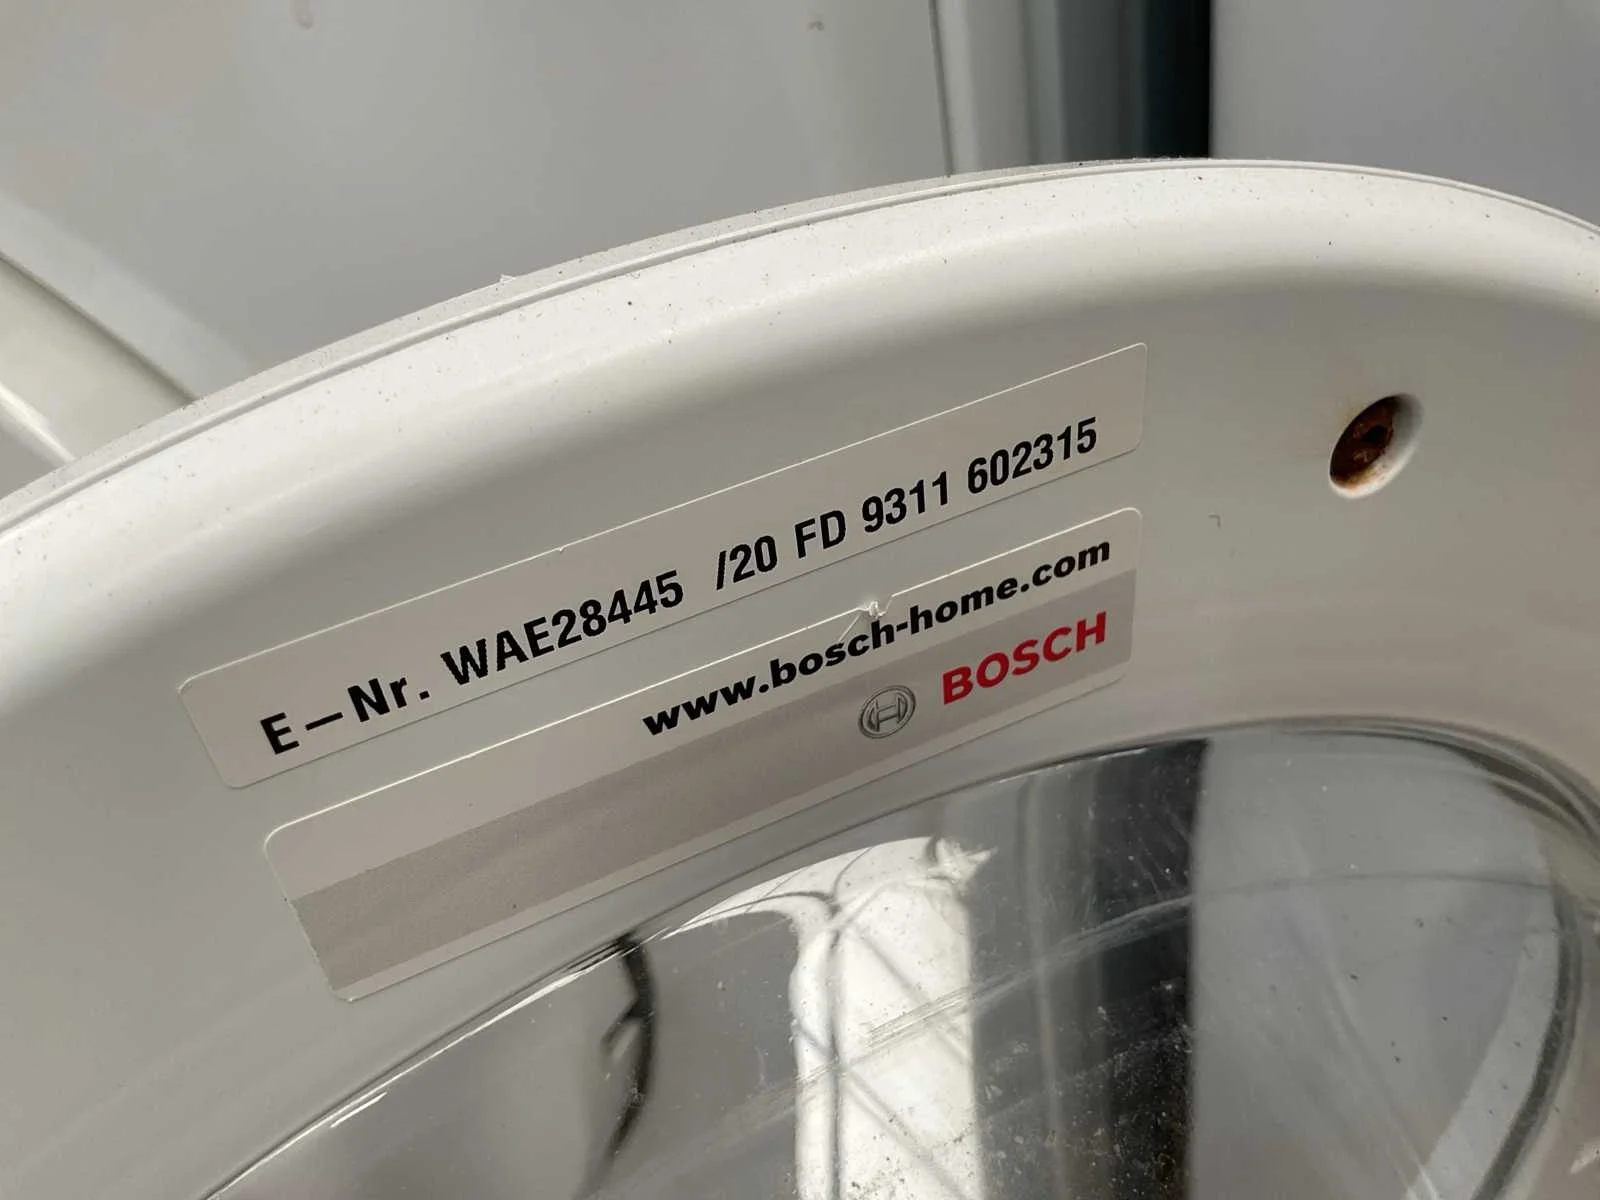 E-Nr. WAE28445 /20 FD 9311 602315
www.bosch-home.com
BOSCH